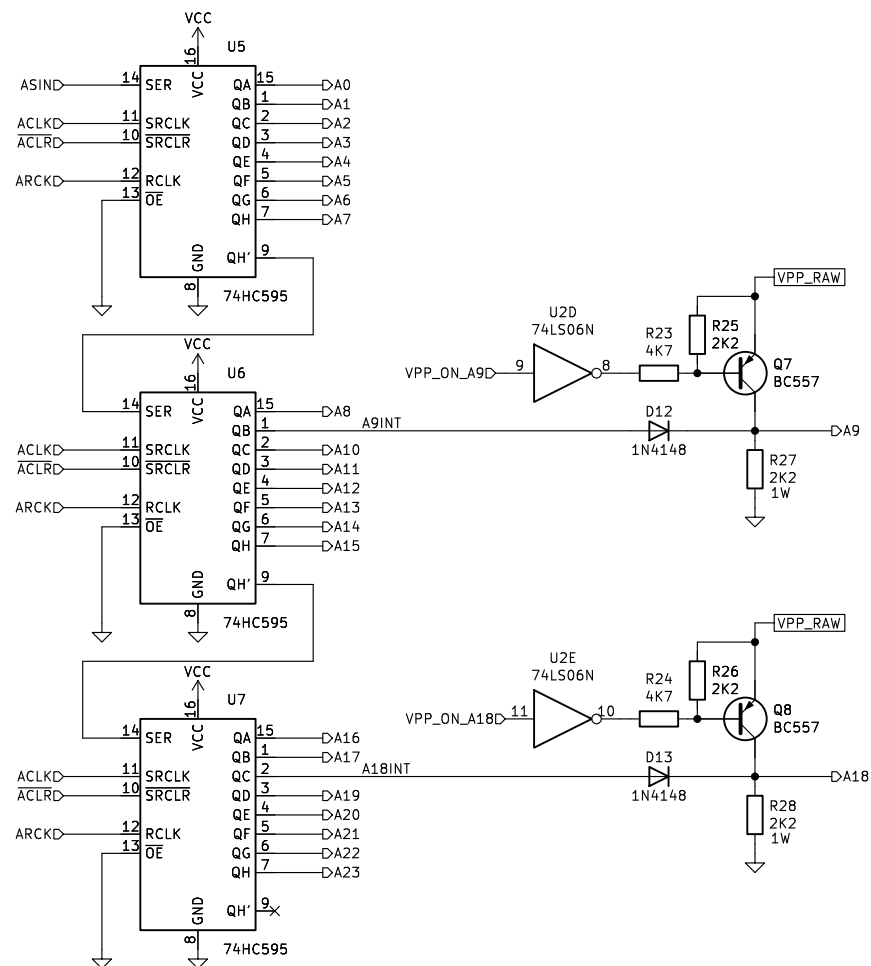 VCC
U5
16
VCC
ASIN 14 SER QA 15 A0
QB 1 A1
ACLK 11 SRCLK QC 2 A2
ACLR 10 SRCLR QD 3 A3
QE 4 A4
ARCK 12 RCLK QF 5 A5
13 OE QG 6 A6
QH 7 A7
GND QH' 9
8
74HC595
VPP_RAW
U2D
74LS06N
R23
4K7
R25
2K2
VPP_ON_A9 9 8
Q7
BC557
VCC
U6
16
VCC
14 SER QA 15 A8
QB 1 A9INT
D12
1N4148
A9
ACLK 11 SRCLK QC 2 A10
ACLR 10 SRCLR QD 3 A11
QE 4 A12
ARCK 12 RCLK QF 5 A13
13 OE QG 6 A14
QH 7 A15
R27
2K2
1W
GND QH' 9
8
74HC595
VPP_RAW
U2E
74LS06N
R24
4K7
R26
2K2
VPP_ON_A18 11 10
Q8
BC557
VCC
U7
16
VCC
14 SER QA 15 A16
QB 1 A17
ACLK 11 SRCLK QC 2 A18INT
D13
1N4148
A18
ACLR 10 SRCLR QD 3 A19
QE 4 A20
ARCK 12 RCLK QF 5 A21
13 OE QG 6 A22
QH 7 A23
R28
2K2
1W
GND QH' 9
8
74HC595